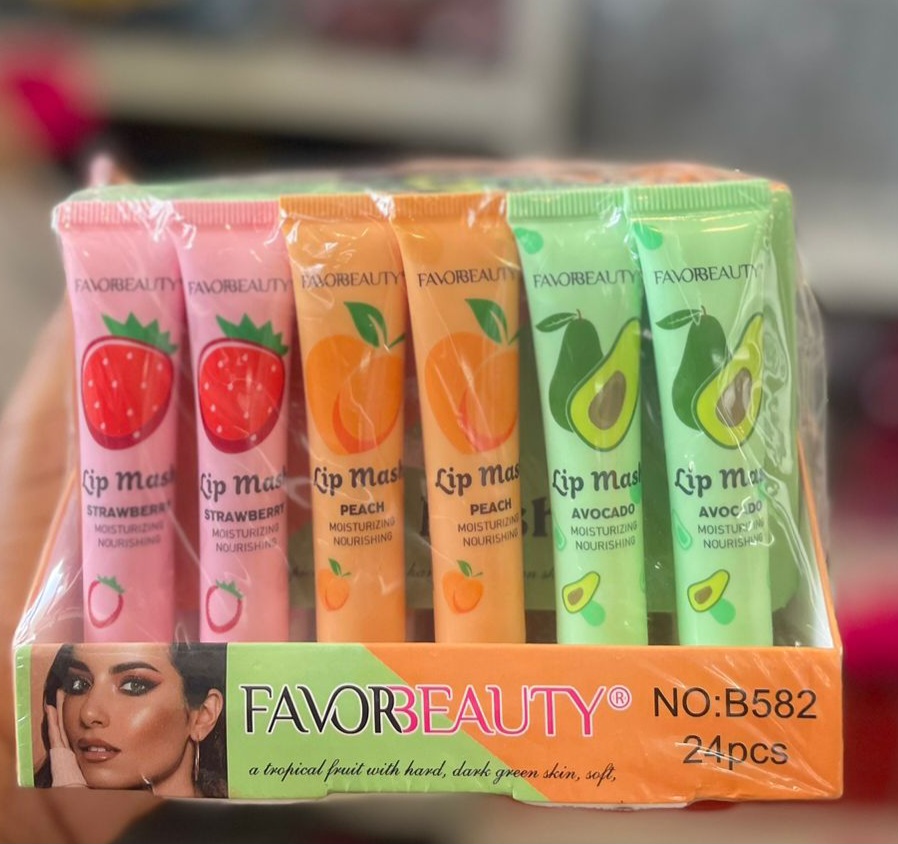 FAVORBEAUTY
Lip Mask
STRAWBERRY
MOISTURIZING
NOURISHING
FAVORBEAUTY
Lip Mask
STRAWBERRY
MOISTURIZING
NOURISHING
FAVORBEAUTY
Lip Mask
PEACH
MOISTURIZING
NOURISHING
FAVORBEAUTY
Lip Mas
PEACH
MOISTURIZING
NOURISHING
FAVORBEAUTY
Lip Mask
AVOCADO
MOISTURIZING
NOURISHING
FAVORBEAUTY
Lip Mas
AVOCADO
MOISTURIZING
NOURISHING
FAVORBEAUTY®
a tropical fruit with hard, dark green skin, soft,
NO:B582
24pcs